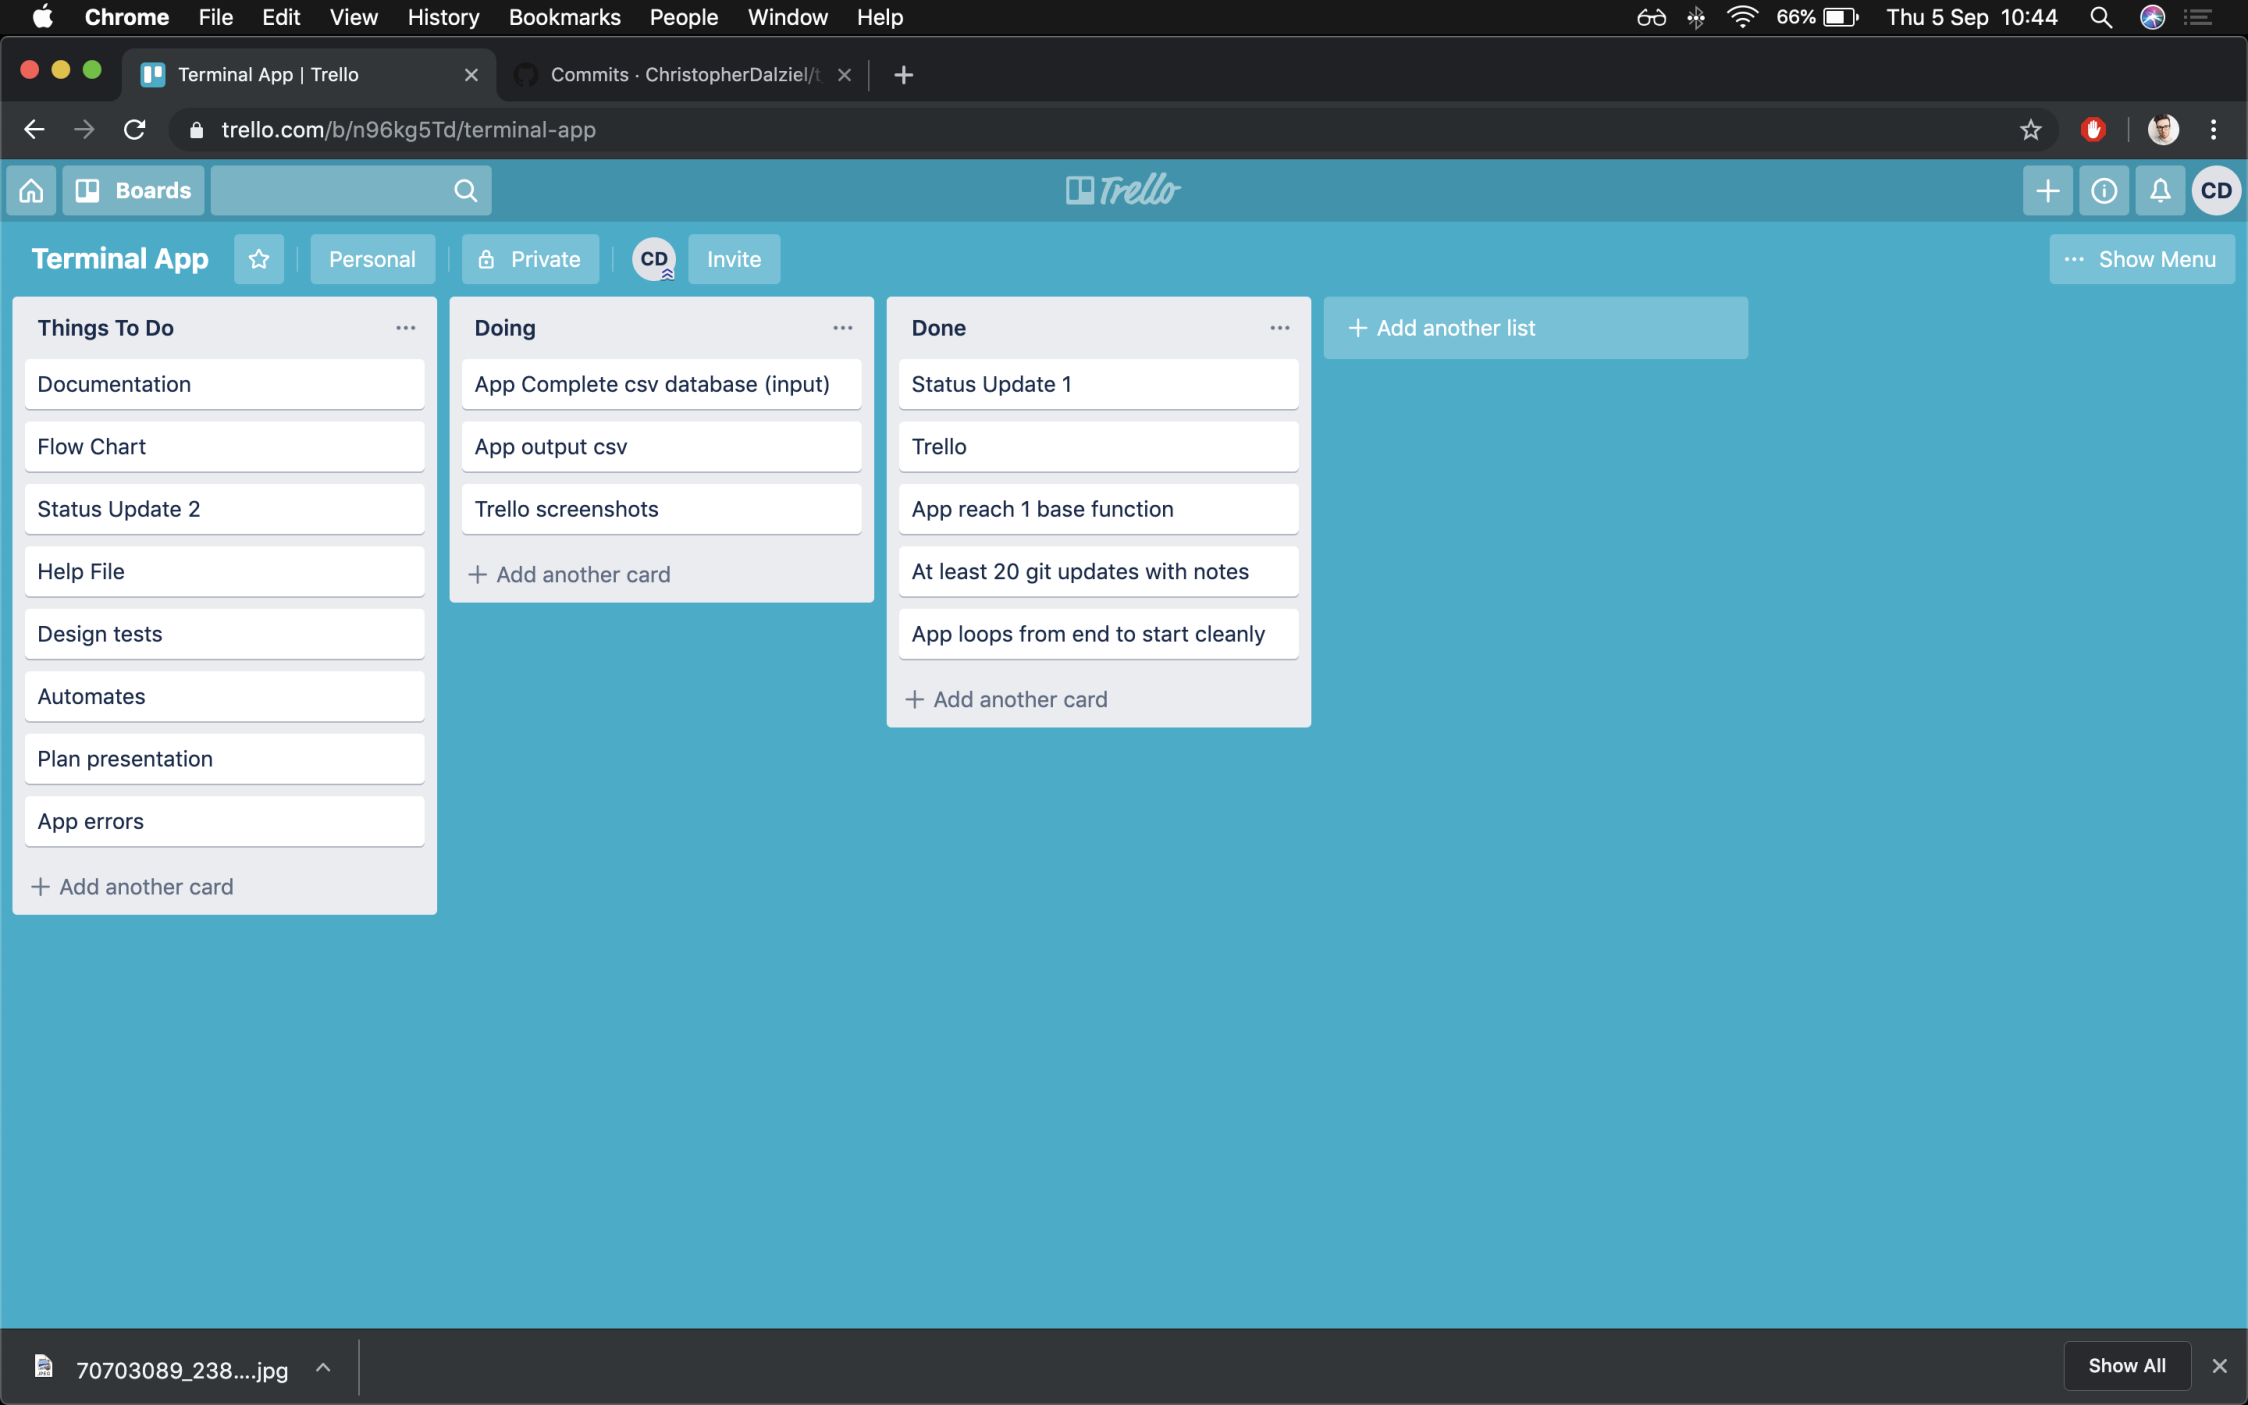 Chrome File Edit View History Bookmarks People Window Help 66% Thu 5 Sep 10:44
Terminal App | Trello Commits · ChristopherDalziel/t
trello.com/b/n96kg5Td/terminal-app
Boards Trello CD
Terminal App Personal Private CD Invite ··· Show Menu
Things To Do
Documentation
Flow Chart
Status Update 2
Help File
Design tests
Automates
Plan presentation
App errors
+ Add another card
Doing
App Complete csv database (input)
App output csv
Trello screenshots
+ Add another card
Done
Status Update 1
Trello
App reach 1 base function
At least 20 git updates with notes
App loops from end to start cleanly
+ Add another card
+ Add another list
70703089_238....jpg Show All